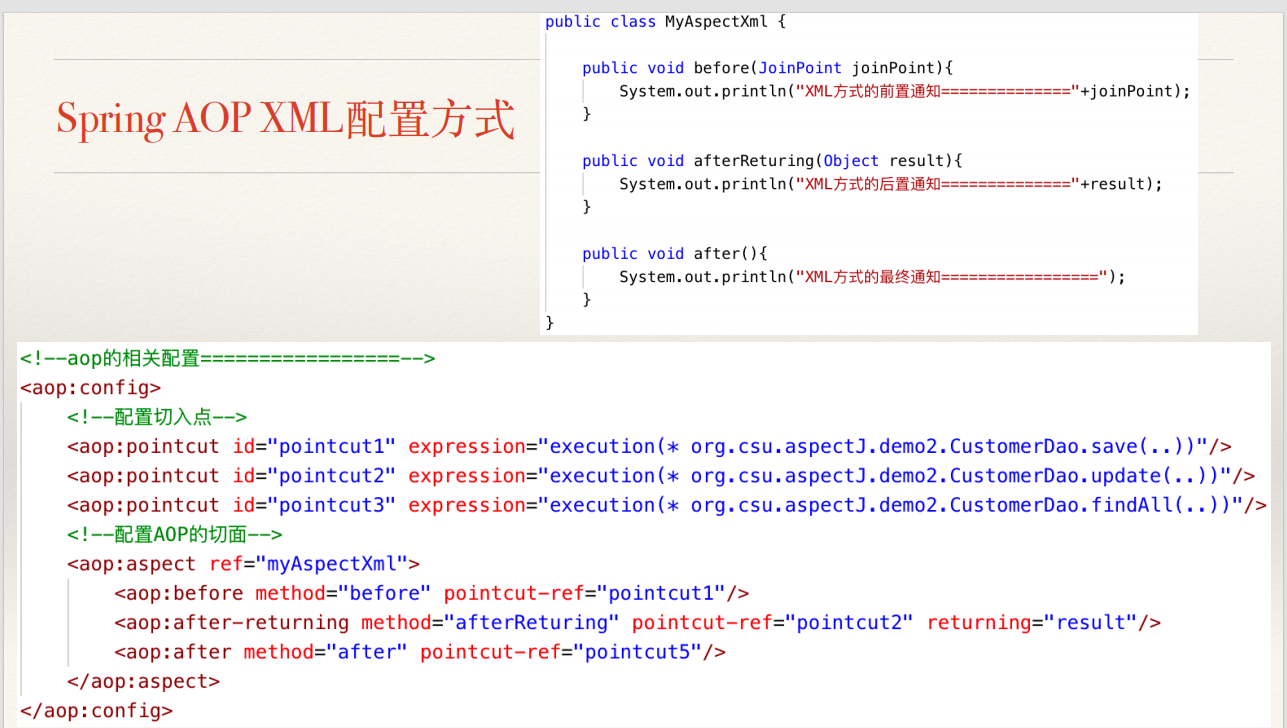 Spring AOP XML配置方式
public class MyAspectXml {
public void before(JoinPoint joinPoint){
System.out.println("XML方式的前置通知=============="+joinPoint);
}
public void afterReturing(Object result){
System.out.println("XML方式的后置通知=============="+result);
}
public void after(){
System.out.println("XML方式的最终通知=================");
}
}
<!--aop的相关配置=================-->
<aop:config>
<!--配置切入点-->
<aop:pointcut id="pointcut1" expression="execution(* org.csu.aspectJ.demo2.CustomerDao.save(..))"/>
<aop:pointcut id="pointcut2" expression="execution(* org.csu.aspectJ.demo2.CustomerDao.update(..))"/>
<aop:pointcut id="pointcut3" expression="execution(* org.csu.aspectJ.demo2.CustomerDao.findAll(..))"/>
<!--配置AOP的切面-->
<aop:aspect ref="myAspectXml">
<aop:before method="before" pointcut-ref="pointcut1"/>
<aop:after-returning method="afterReturing" pointcut-ref="pointcut2" returning="result"/>
<aop:after method="after" pointcut-ref="pointcut5"/>
</aop:aspect>
</aop:config>